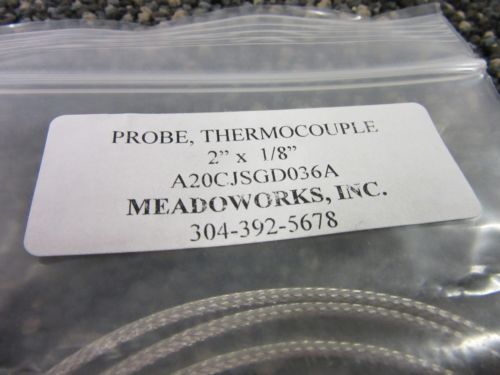 PROBE, THERMOCOUPLE
2” x 1/8”
A20CJSGD036A
MEADOWORKS, INC.
304-392-5678